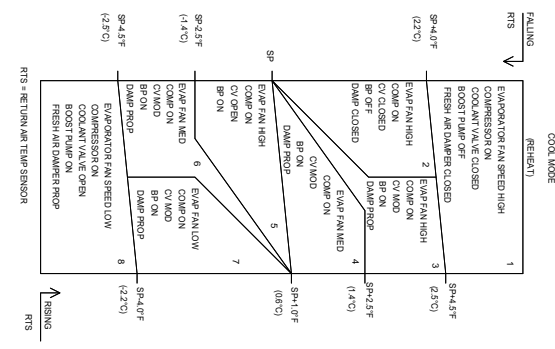 COOL MODE
(REHEAT)
FALLING
RTS
SP+4.0°F
(2.2°C)
SP
SP-2.5°F
(-1.4°C)
SP-4.5°F
(-2.5°C)
EVAPORATOR FAN SPEED HIGH
COMPRESSOR ON
COOLANT VALVE CLOSED
BOOST PUMP OFF
FRESH AIR DAMPER CLOSED
1
EVAP FAN HIGH
COMP ON
CV CLOSED
BP OFF
DAMP CLOSED
2
EVAP FAN HIGH
COMP ON
CV MOD
BP ON
DAMP PROP
3
EVAP FAN MED
COMP ON
CV MOD
BP ON
DAMP PROP
4
EVAP FAN HIGH
COMP ON
CV OPEN
BP ON
5
EVAP FAN MED
COMP ON
CV MOD
BP ON
DAMP PROP
6
EVAP FAN LOW
COMP ON
CV MOD
BP ON
DAMP PROP
7
EVAPORATOR FAN SPEED LOW
COMPRESSOR ON
COOLANT VALVE OPEN
BOOST PUMP ON
FRESH AIR DAMPER PROP
8
SP+4.5°F
(2.5°C)
SP+2.5°F
(1.4°C)
SP+1.0°F
(0.6°C)
SP-4.0°F
(-2.2°C)
RISING
RTS
RTS = RETURN AIR TEMP SENSOR